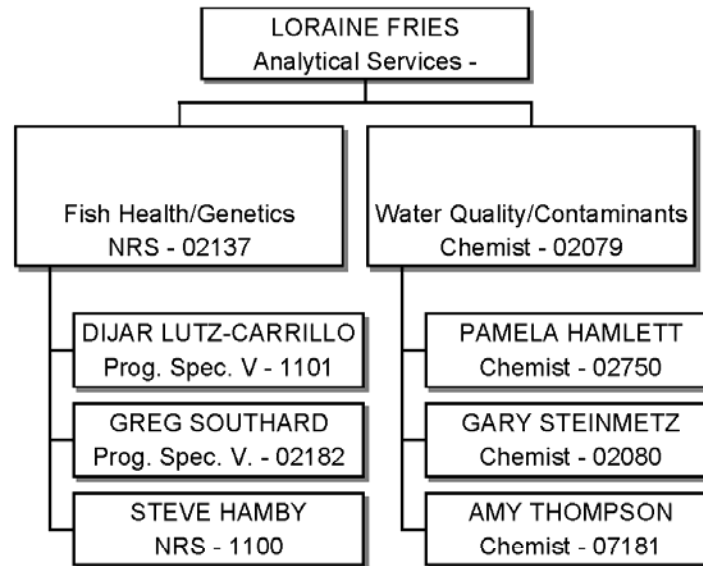 LORAINE FRIES
Analytical Services -
Fish Health/Genetics
NRS - 02137
Water Quality/Contaminants
Chemist - 02079
DIJAR LUTZ-CARRILLO
Prog. Spec. V - 1101
GREG SOUTHARD
Prog. Spec. V. - 02182
STEVE HAMBY
NRS - 1100
PAMELA HAMLETT
Chemist - 02750
GARY STEINMETZ
Chemist - 02080
AMY THOMPSON
Chemist - 07181